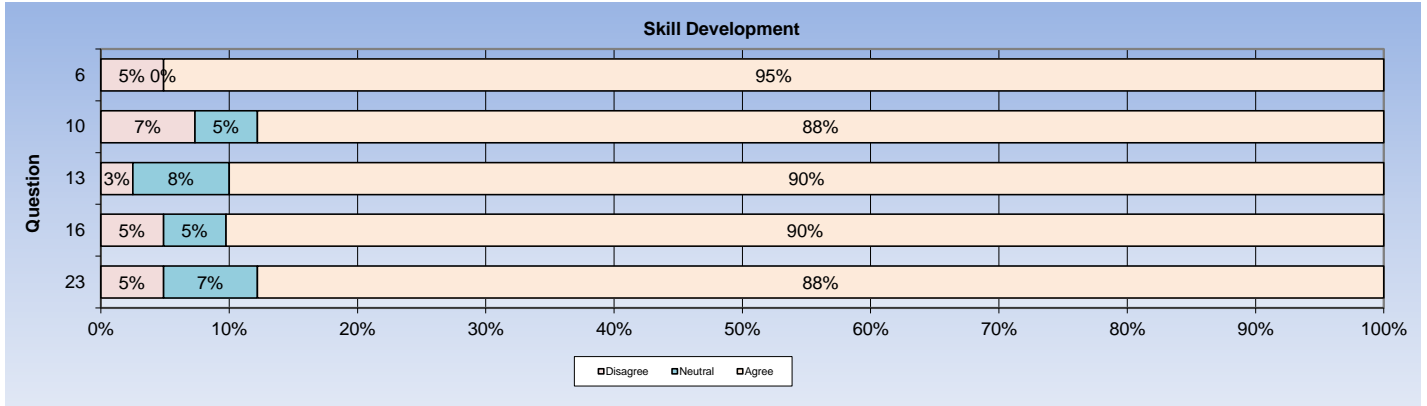 Skill Development
Question
6 5% 0% 95%
10 7% 5% 88%
13 3% 8% 90%
16 5% 5% 90%
23 5% 7% 88%
0% 10% 20% 30% 40% 50% 60% 70% 80% 90% 100%
Disagree Neutral Agree